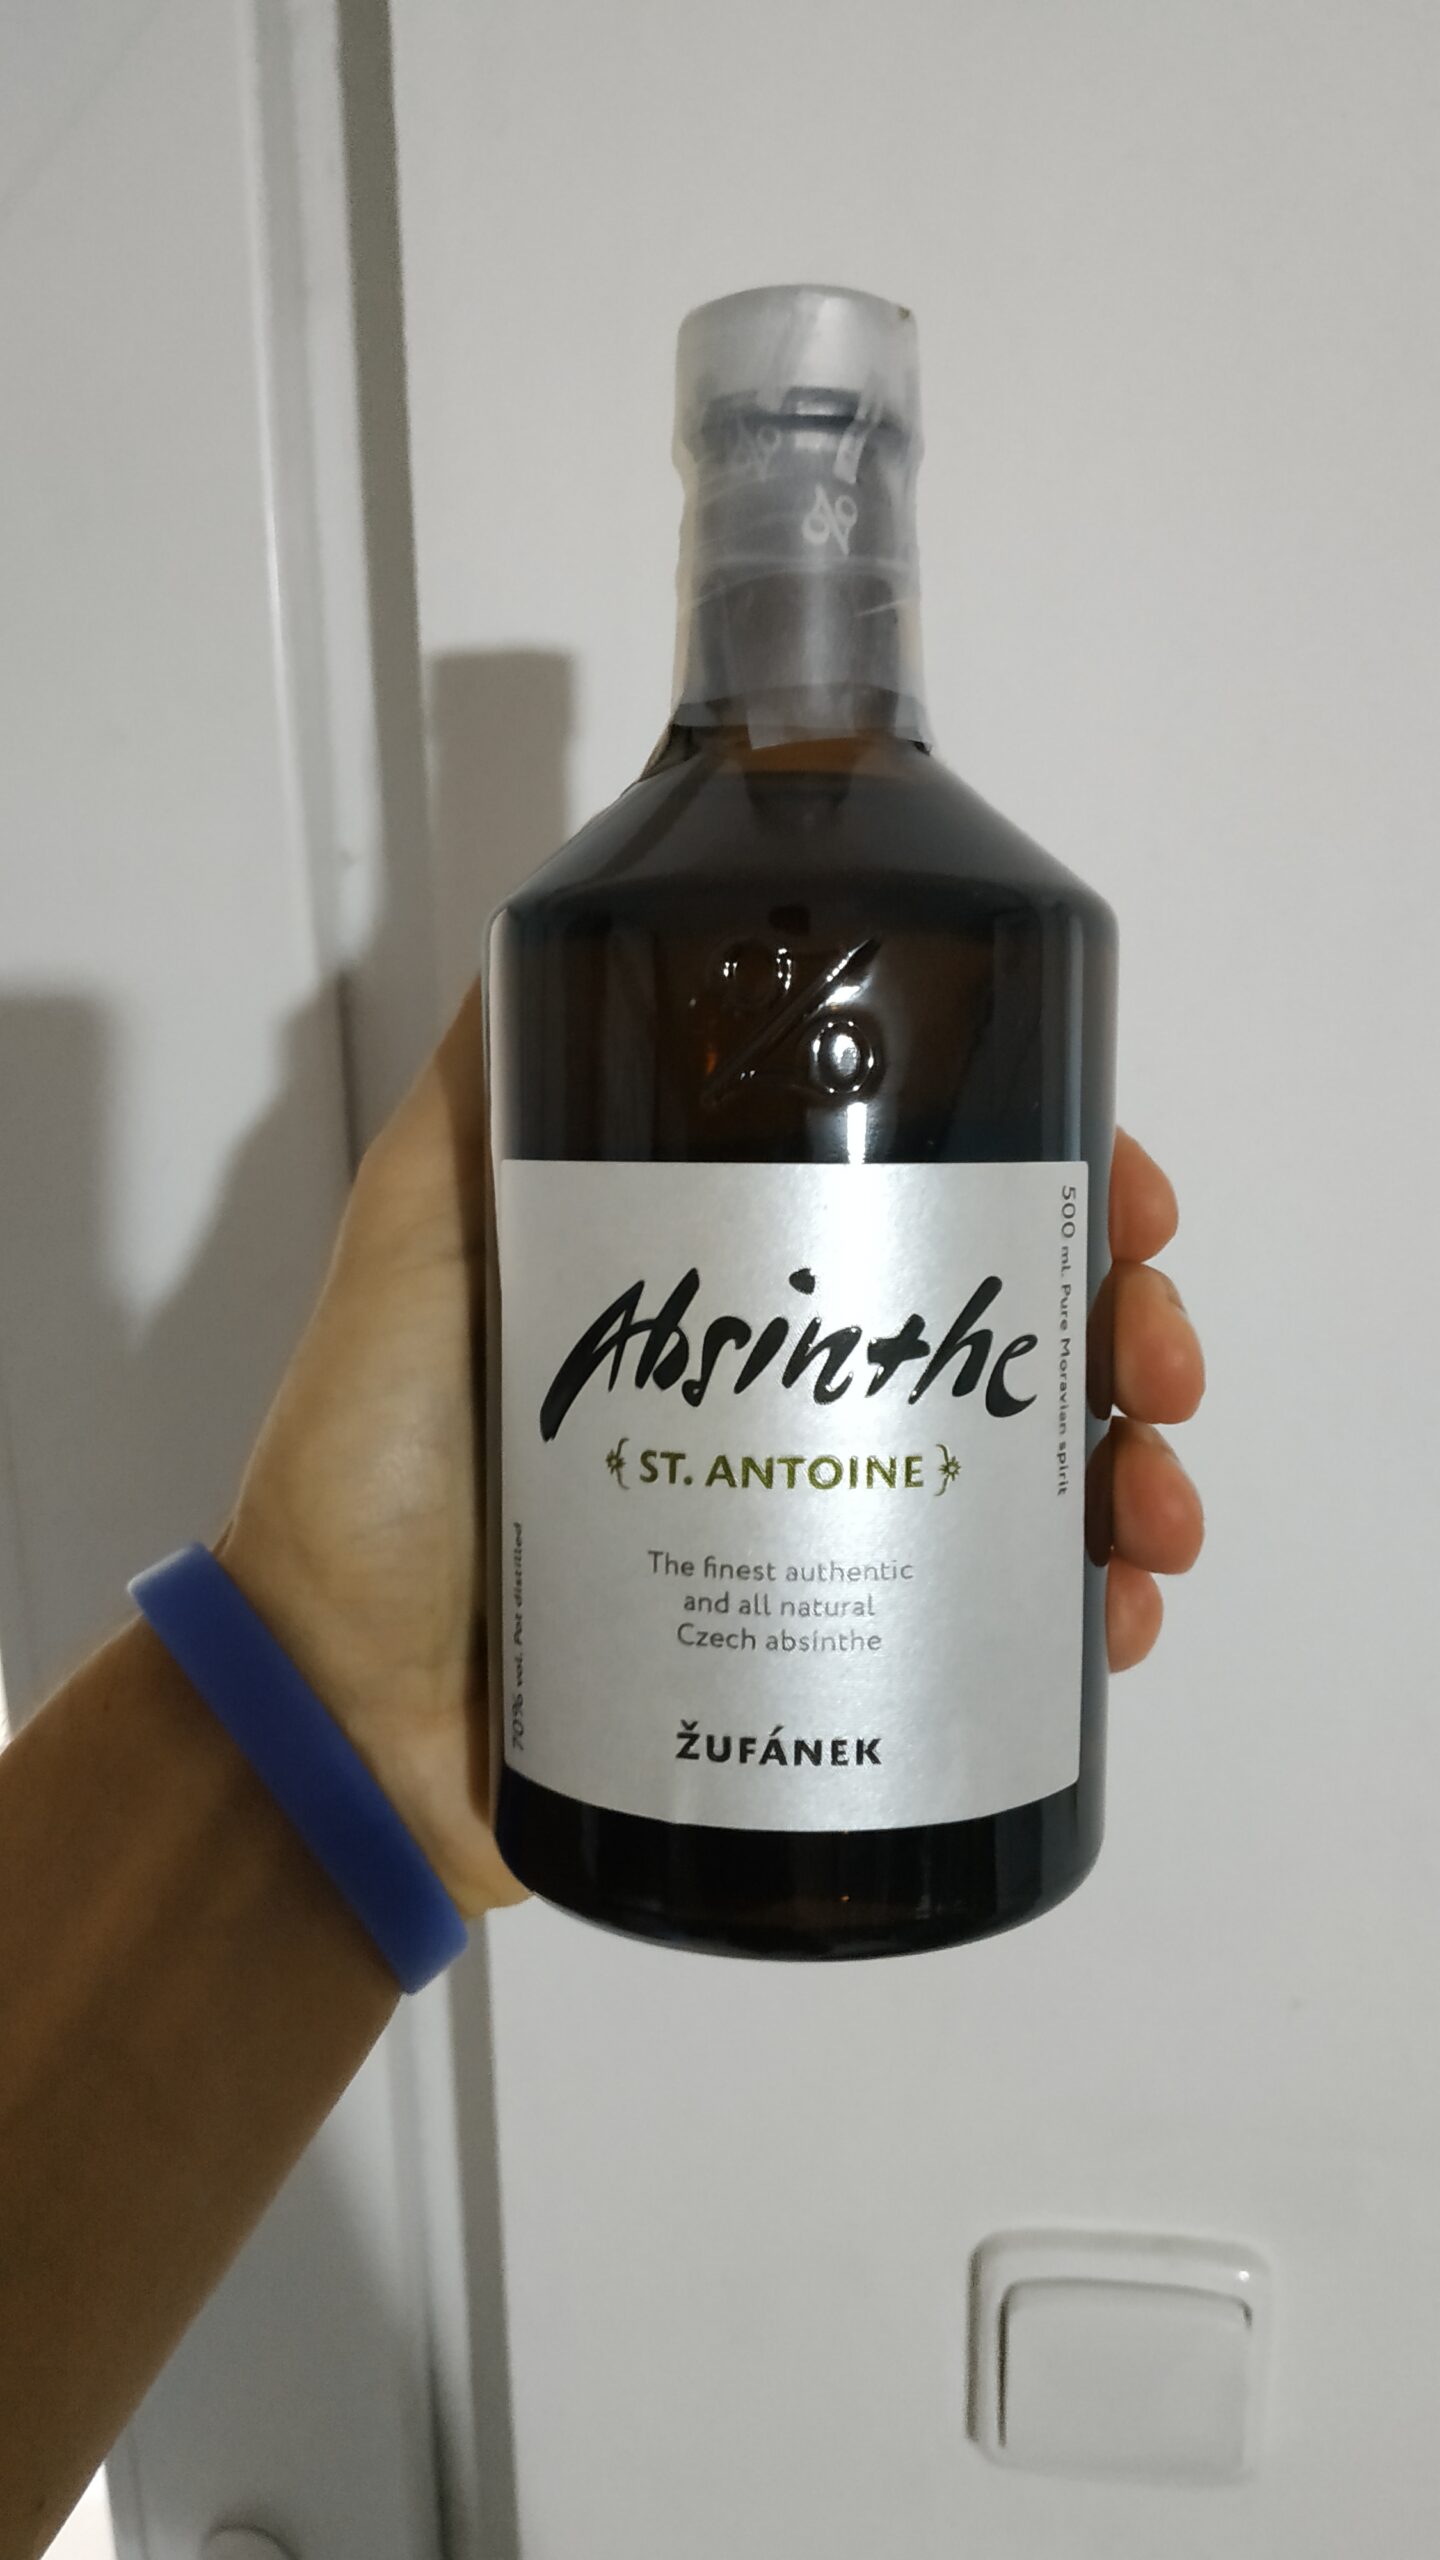 Absinthe
ST. ANTOINE
The finest authentic
and all natural
Czech absinthe
ŽUFÁNEK
500 mL Pure Moravian spirit
70% vol. Pot distilled